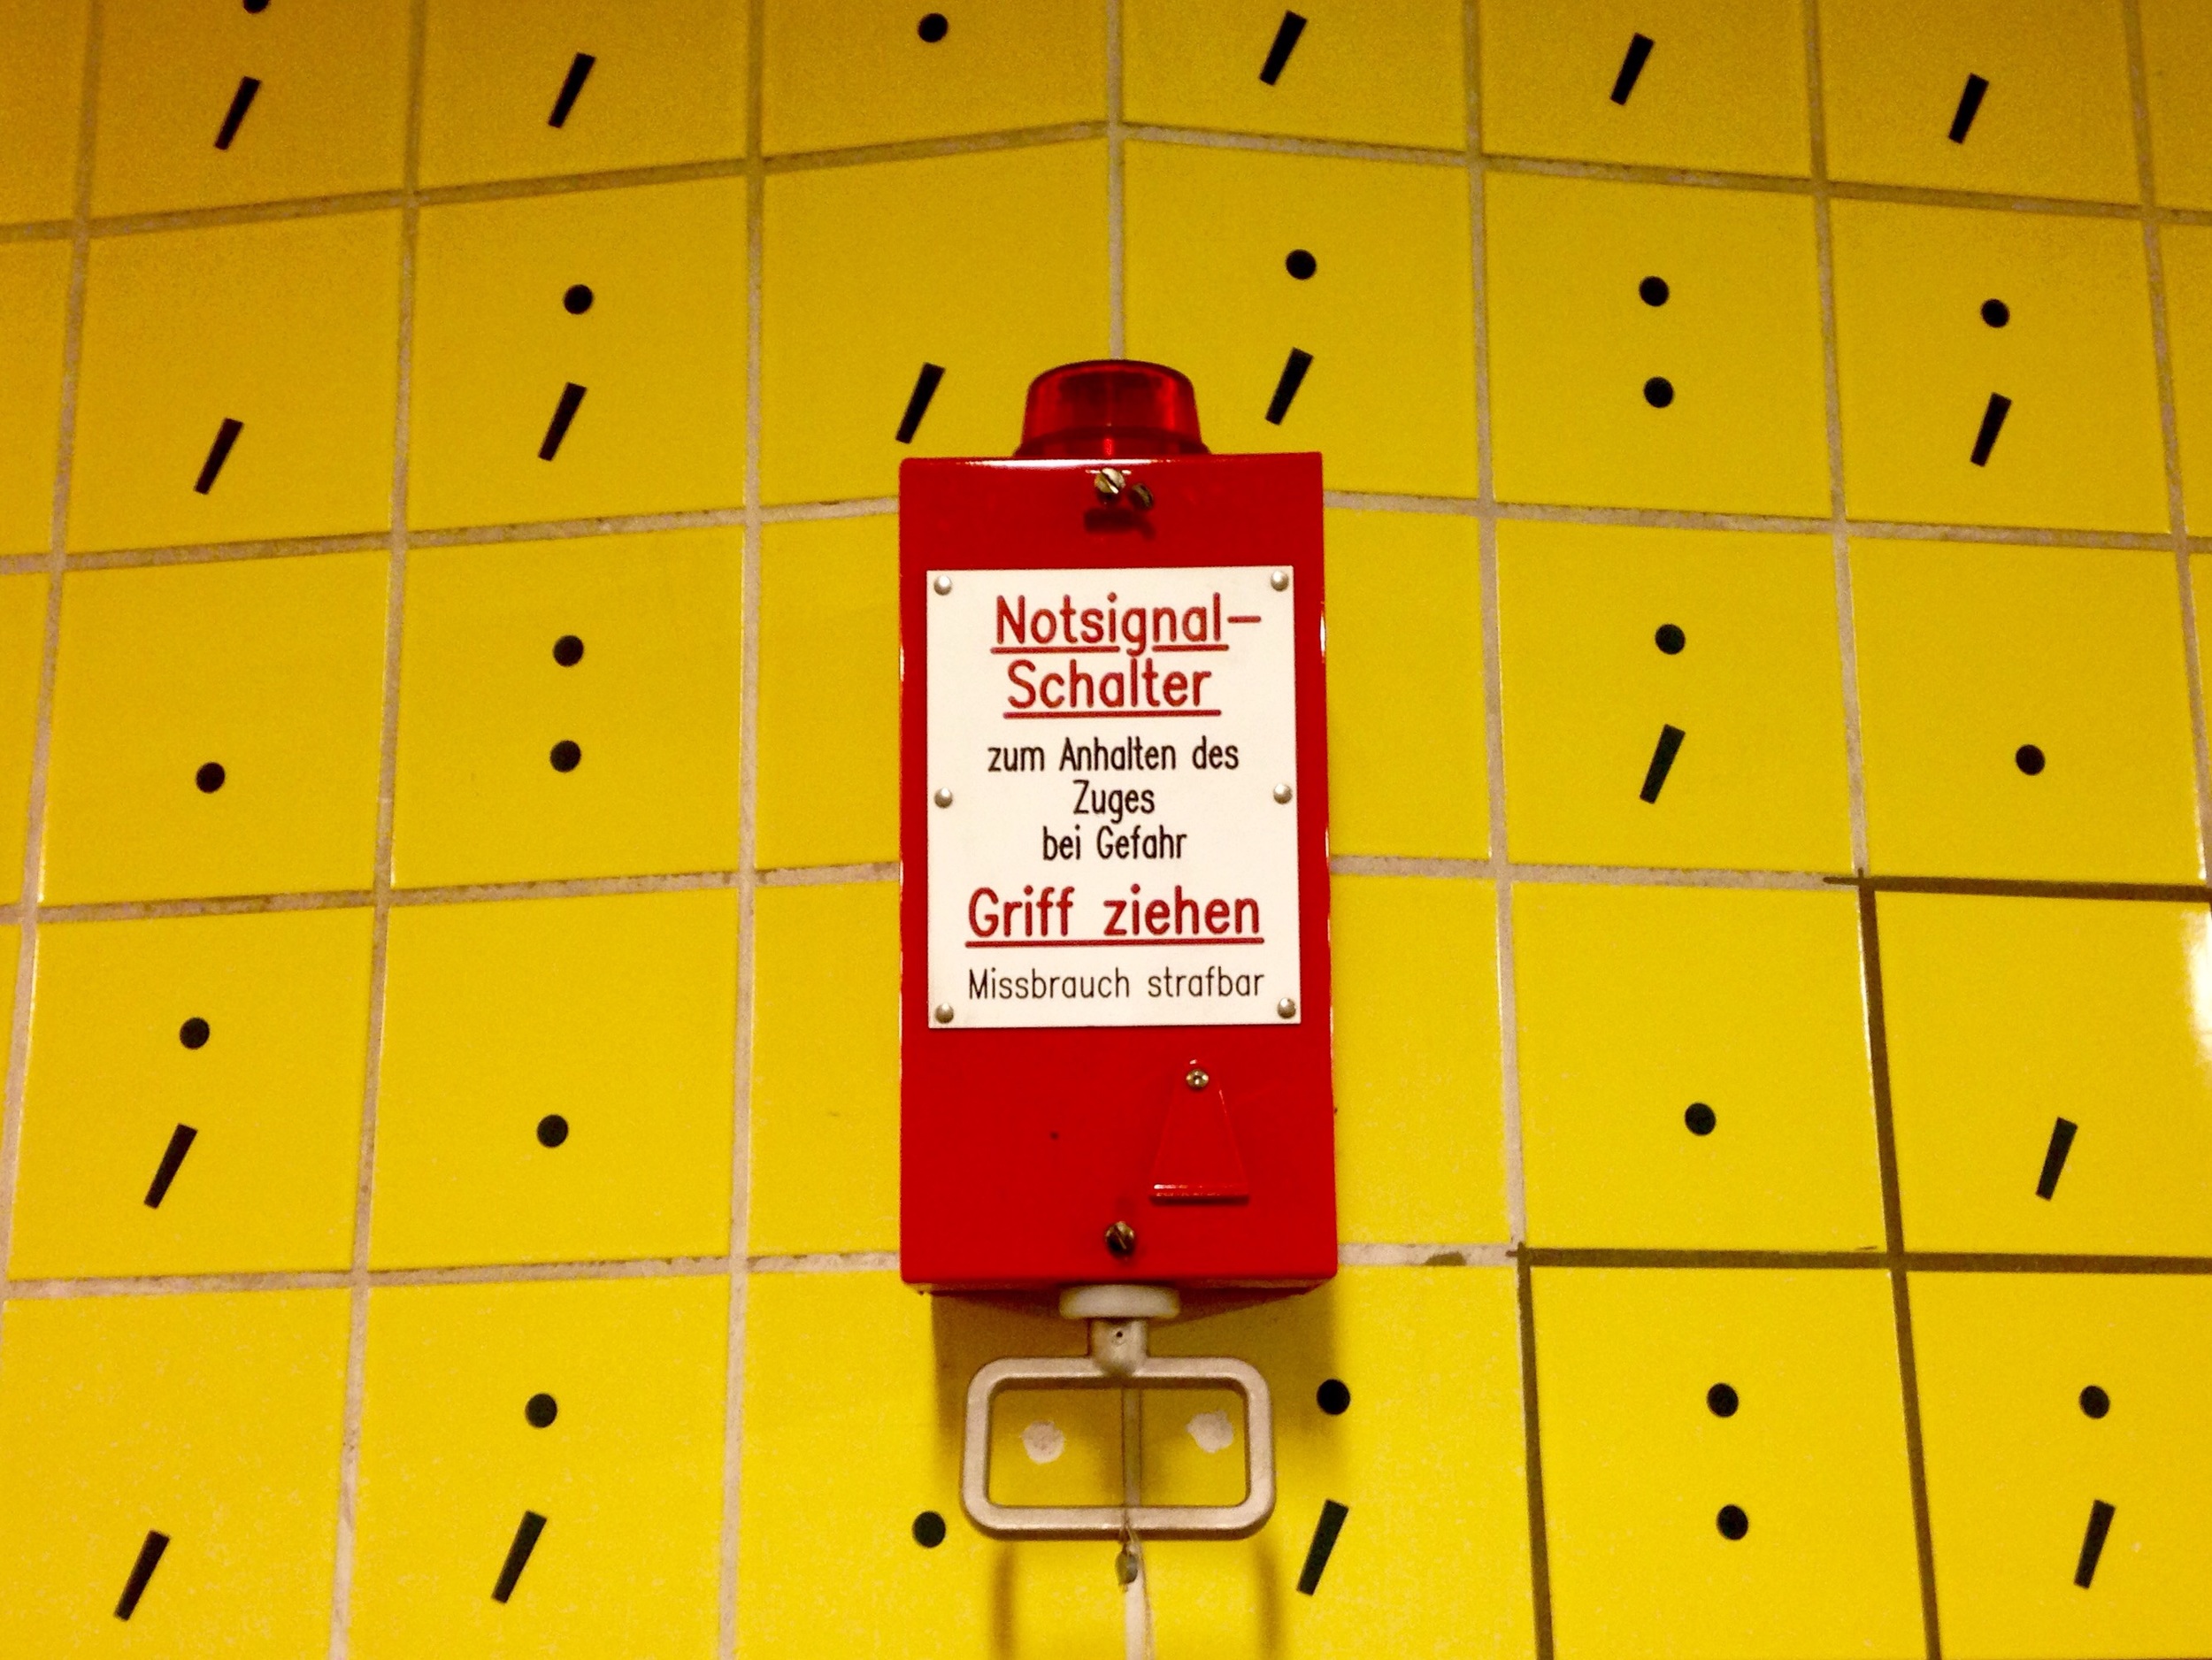 Notsignal-
Schalter
zum Anhalten des
Zuges
bei Gefahr
Griff ziehen
Missbrauch strafbar